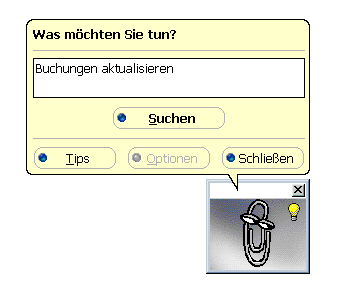 Was möchten Sie tun?
Buchungen aktualisieren
Suchen
Tips
Optionen
Schließen